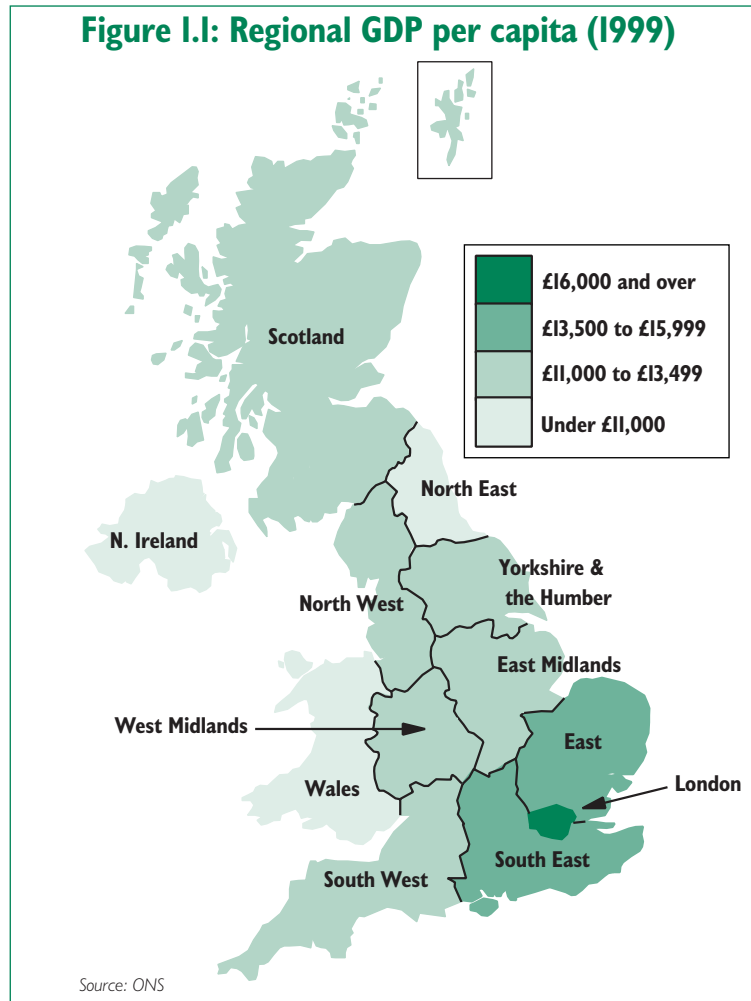 Figure 1.1: Regional GDP per capita (1999)
£16,000 and over
£13,500 to £15,999
£11,000 to £13,499
Under £11,000
Scotland
North East
N. Ireland
Yorkshire &
the Humber
North West
East Midlands
West Midlands
East
London
Wales
South East
South West
Source: ONS